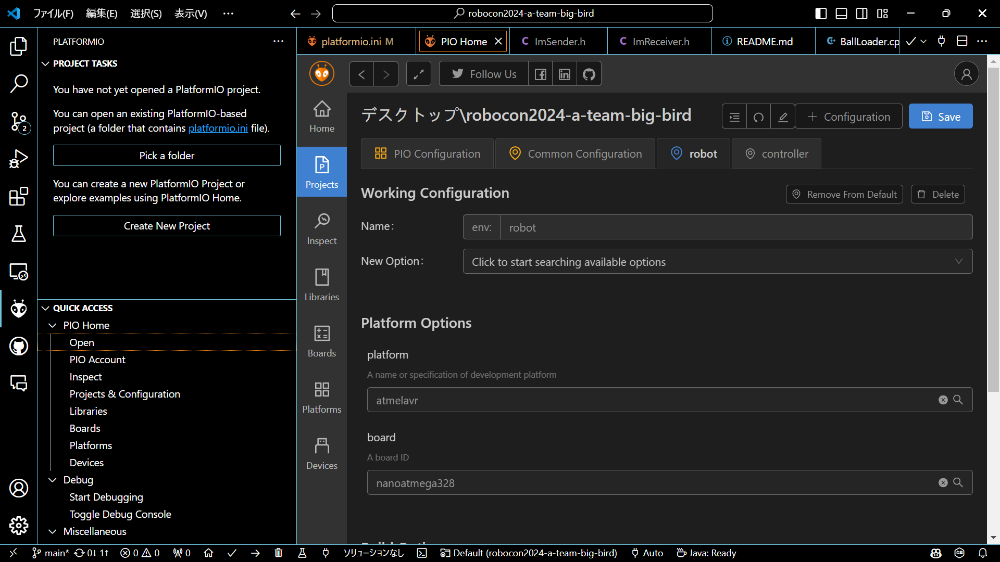 ファイル(F) 編集(E) 選択(S) 表示(V) ··· robocon2024-a-team-big-bird
PLATFORMIO
PROJECT TASKS
You have not yet opened a PlatformIO project.
You can open an existing PlatformIO-based
project (a folder that contains platformio.ini file).
Pick a folder
You can create a new PlatformIO Project or
explore examples using PlatformIO Home.
Create New Project
2
QUICK ACCESS
PIO Home
Open
PIO Account
Inspect
Projects & Configuration
Libraries
Boards
Platforms
Devices
Debug
Start Debugging
Toggle Debug Console
Miscellaneous
platformio.ini M PIO Home ImSender.h ImReceiver.h README.md BallLoader.cp
Follow Us
Home
Projects
Inspect
Libraries
Boards
Platforms
Devices
デスクトップ\robocon2024-a-team-big-bird
Configuration Save
PIO Configuration Common Configuration robot controller
Working Configuration Remove From Default Delete
Name: env: robot
New Option: Click to start searching available options
Platform Options
platform
A name or specification of development platform
atmelavr
board
A board ID
nanoatmega328
main* 0↓ 1↑ 0 0 0 ソリューションなし Default (robocon2024-a-team-big-bird) Auto Java: Ready